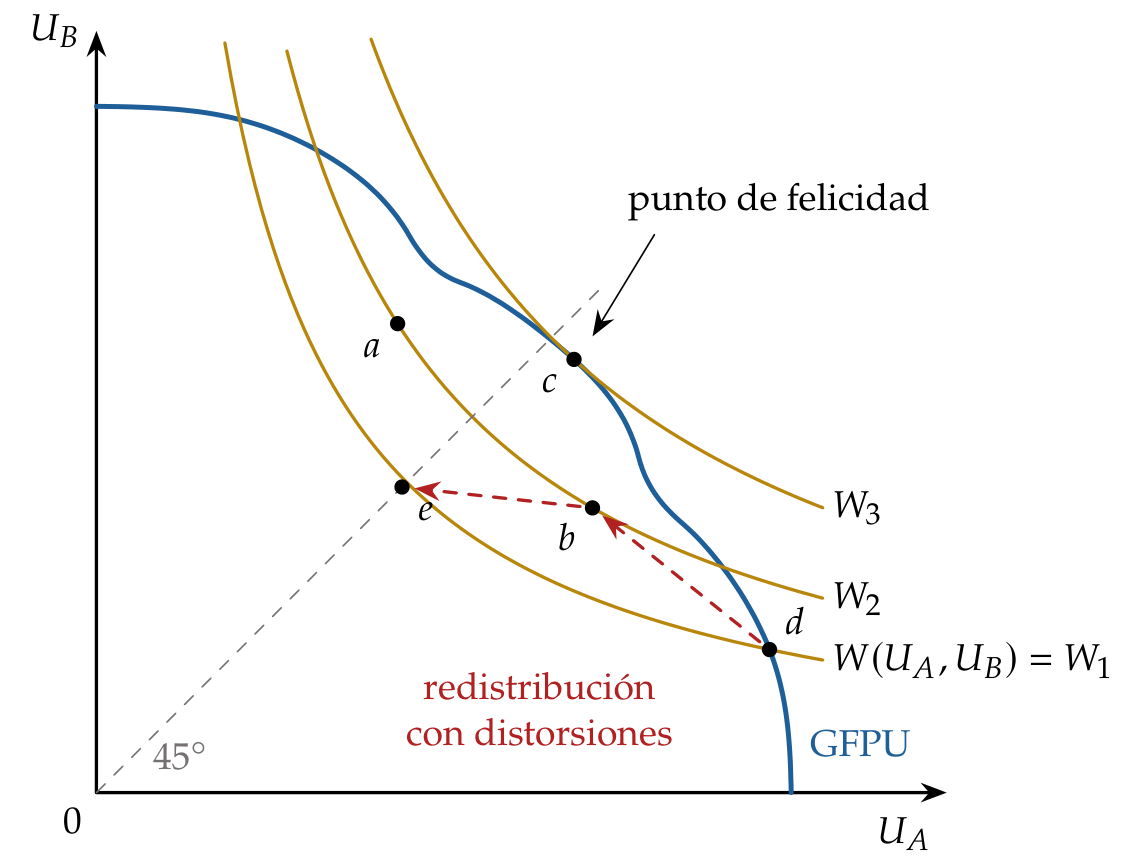 U_B
punto de felicidad
a
c
e
b
W_3
W_2
d
W(U_A, U_B) = W_1
redistribución
con distorsiones
GFPU
45°
0
U_A